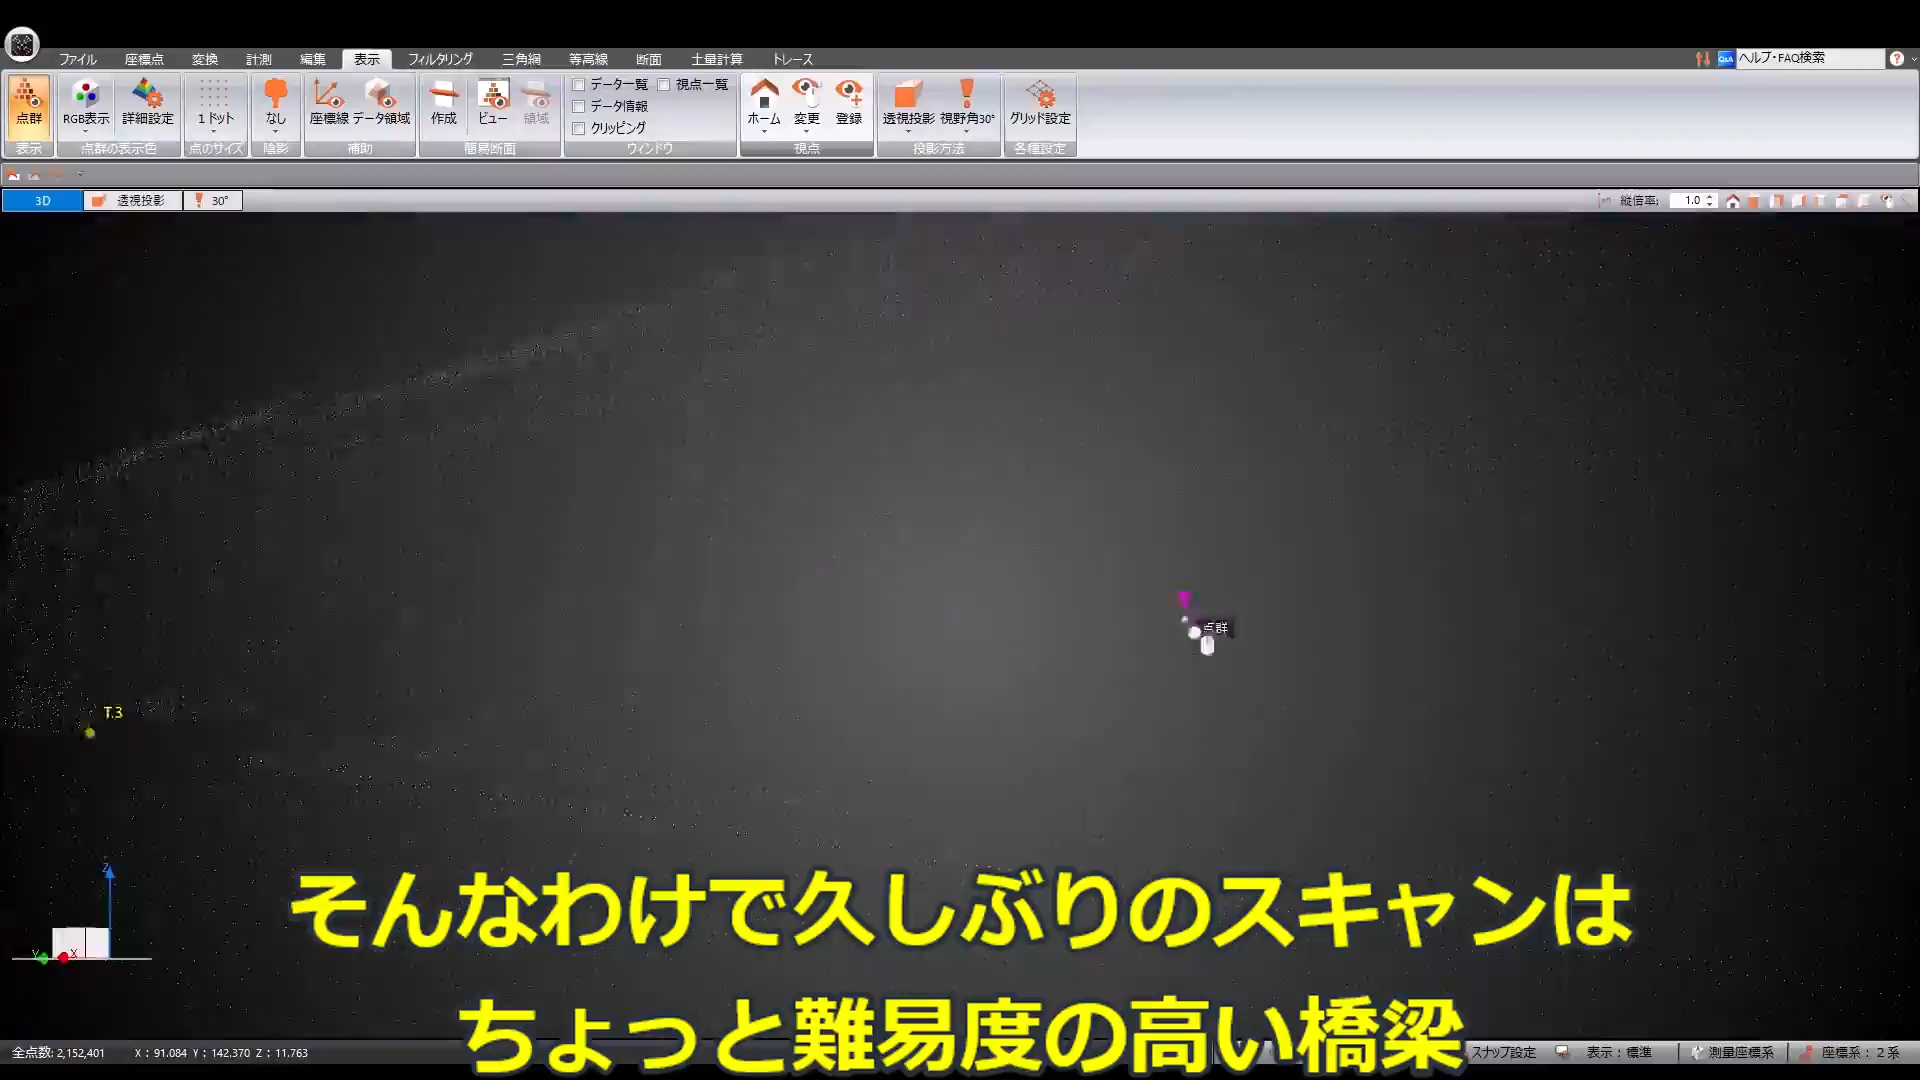 ファイル 座標点 変換 計測 編集 表示 フィルタリング 三角網 等高線 断面 土量計算 トレース
Q&A ヘルプ・FAQ検索 ?
点群 RGB表示 詳細設定 1ドット なし 座標線 データ領域 作成 ビュー 領域
データ一覧 視点一覧
データ情報
クリッピング
ホーム 変更 登録 透視投影 視野角30° グリッド設定
表示 点群の表示色 点のサイズ 陰影 補助 簡易断面 ウィンドウ 視点 投影方法 各種設定
3D 透視投影 30° 縦倍率: 1.0
点群
T.3
Z
Y X
そんなわけで久しぶりのスキャンは
ちょっと難易度の高い橋梁
全点数: 2,152,401 X : 91.084 Y : 142.370 Z : 11.763 スナップ設定 表示 : 標準 測量座標系 座標系 : 2 系